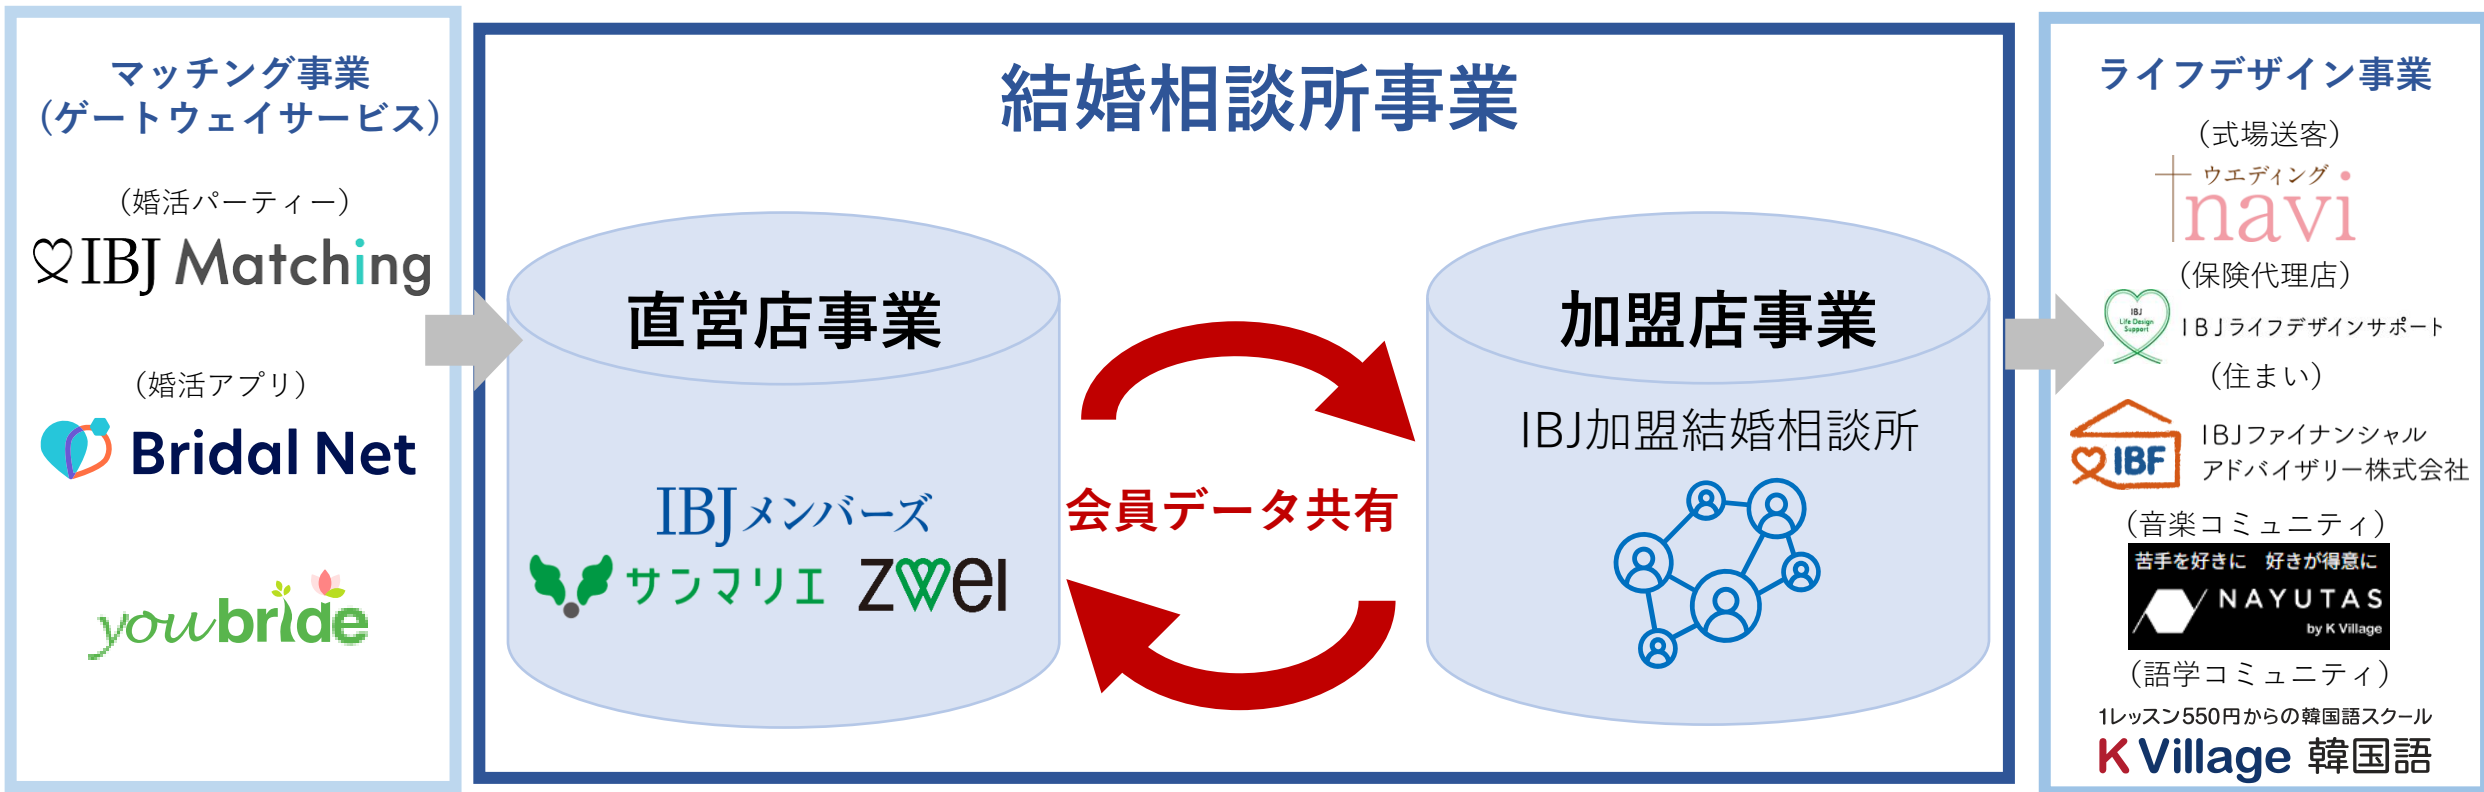 マッチング事業
(ゲートウェイサービス)
（婚活パーティー）
IBJ Matching
（婚活アプリ）
Bridal Net
youbride
結婚相談所事業
直営店事業
IBJメンバーズ
サンマリエ
zwei
会員データ共有
加盟店事業
IBJ加盟結婚相談所
ライフデザイン事業
（式場送客）
ウエディング
navi
（保険代理店）
IBJ
Life Design
Support
IBJライフデザインサポート
（住まい）
IBF
IBJファイナンシャル
アドバイザリー株式会社
（音楽コミュニティ）
苦手を好きに　好きが得意に
NAYUTAS
by K Village
（語学コミュニティ）
1レッスン550円からの韓国語スクール
K Village 韓国語